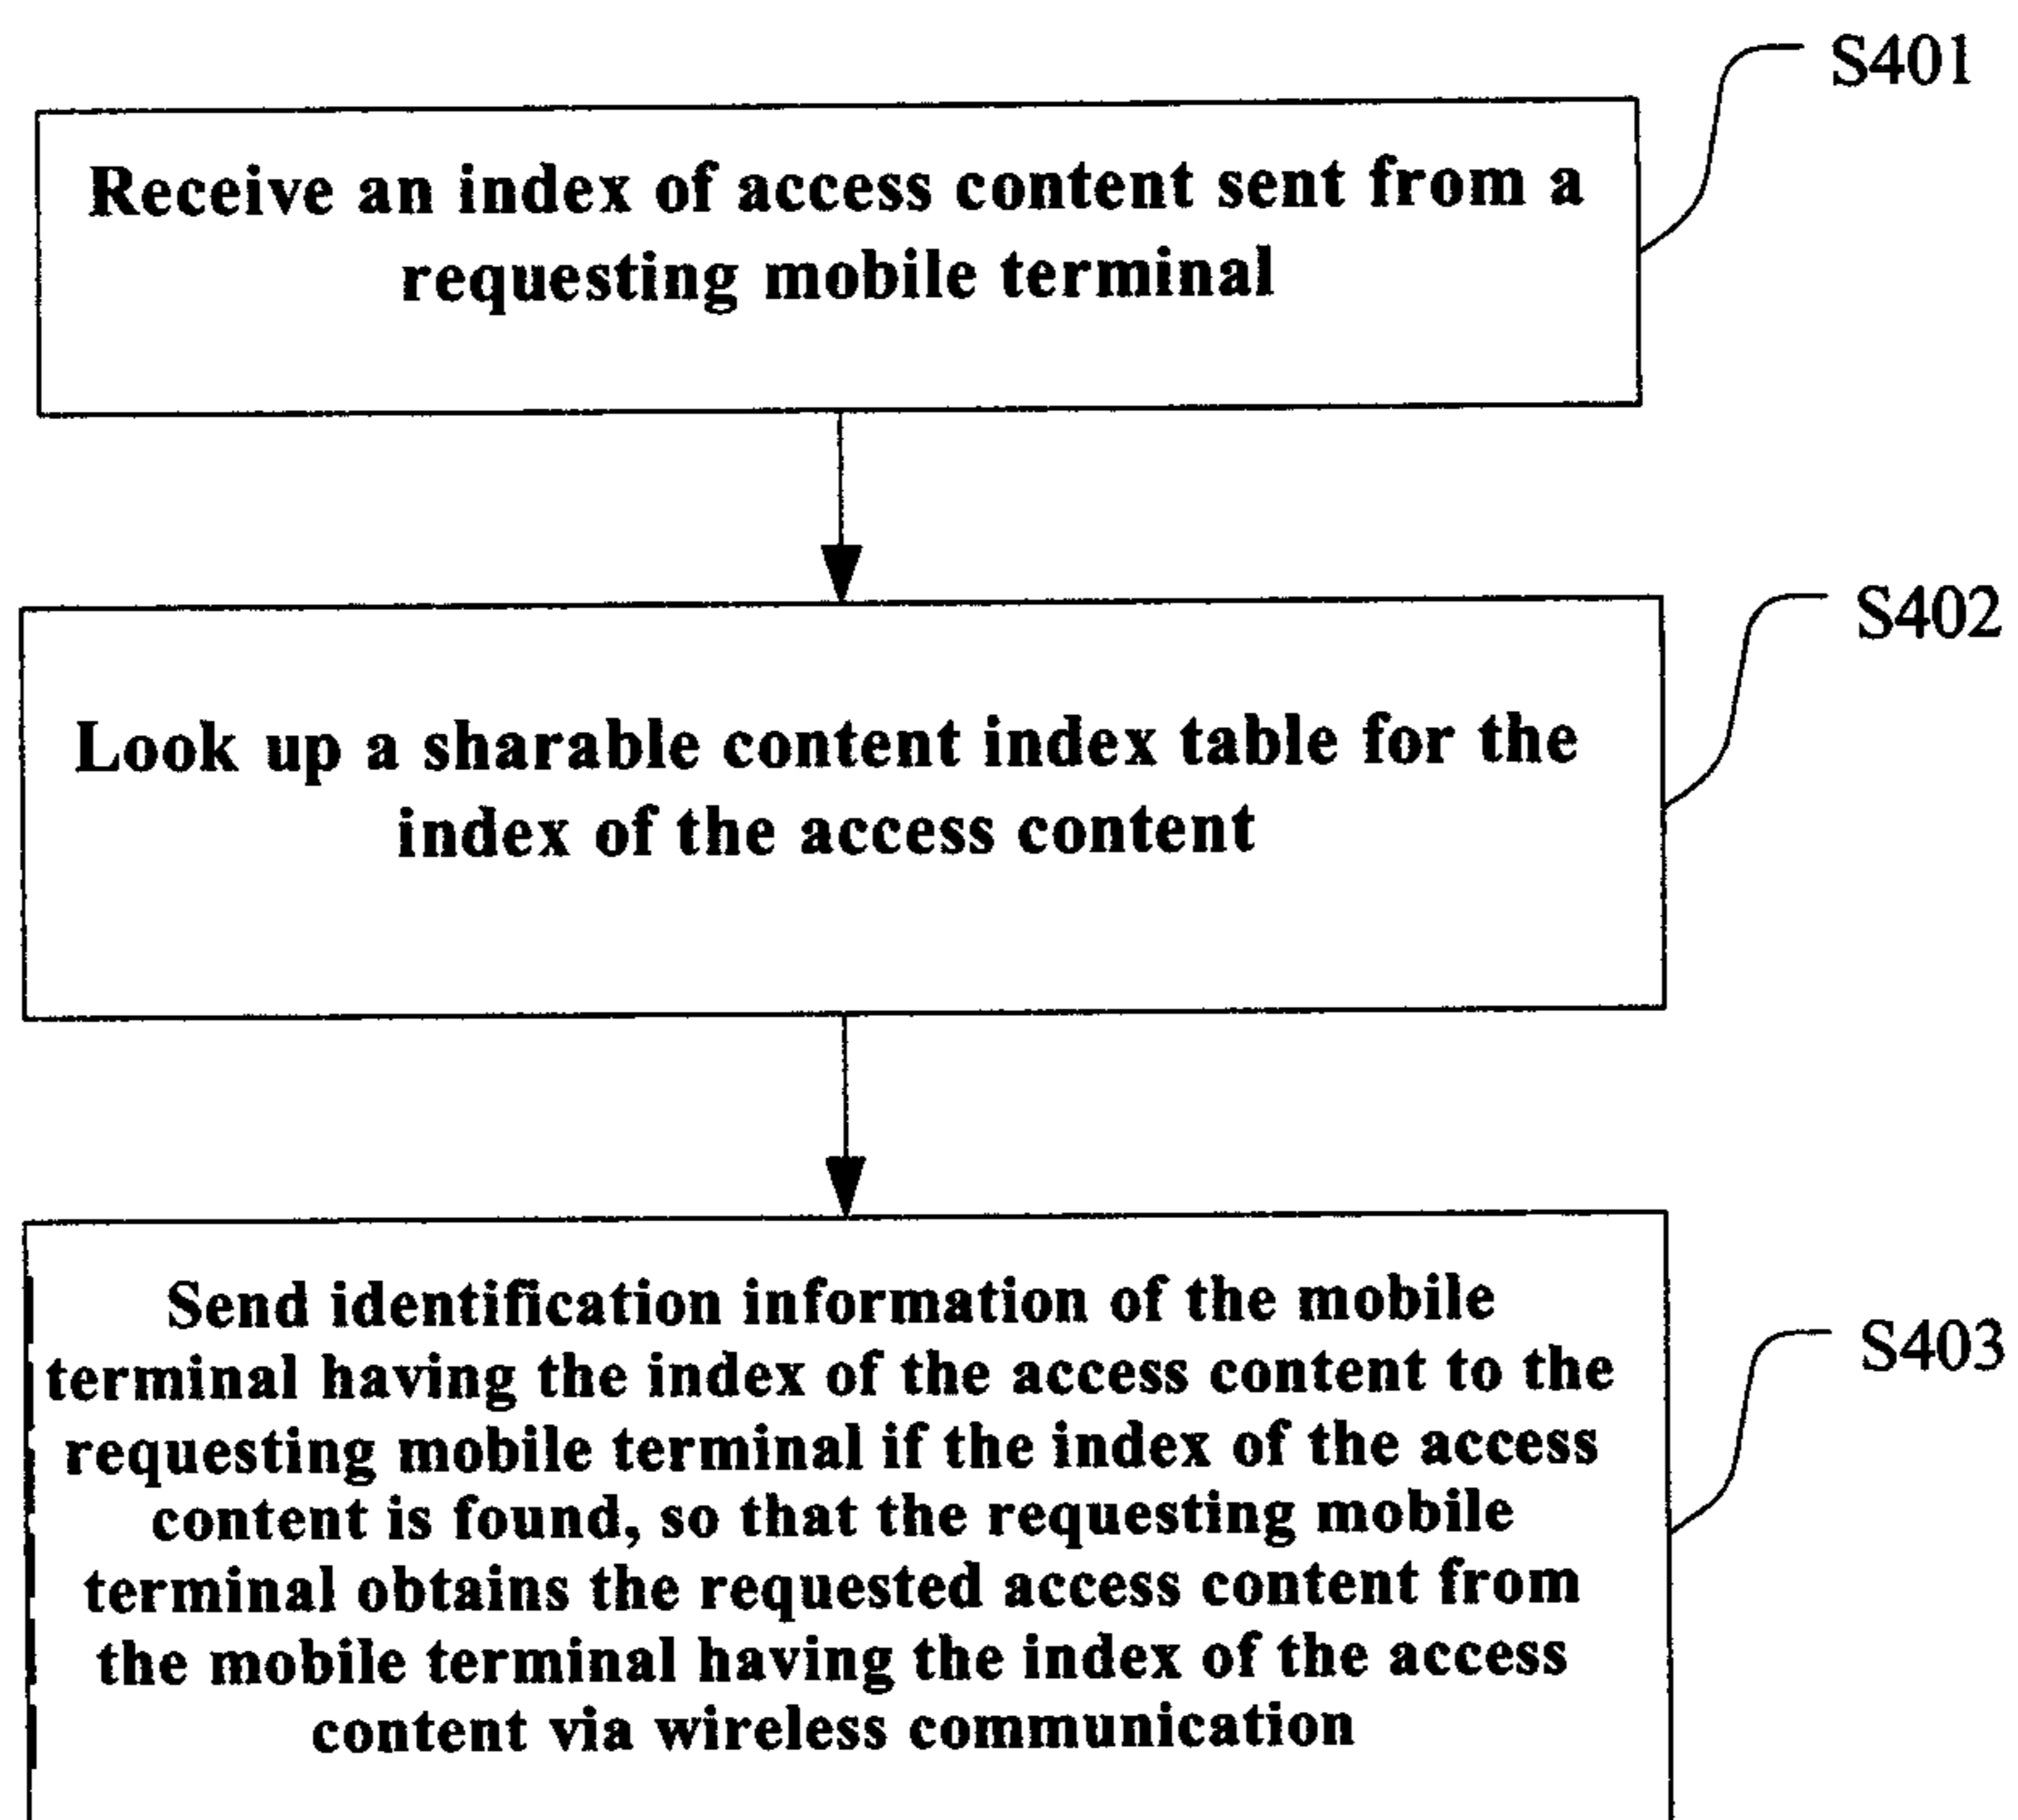 S401
Receive an index of access content sent from a
requesting mobile terminal
S402
Look up a sharable content index table for the
index of the access content
S403
Send identification information of the mobile
terminal having the index of the access content to the
requesting mobile terminal if the index of the access
content is found, so that the requesting mobile
terminal obtains the requested access content from
the mobile terminal having the index of the access
content via wireless communication